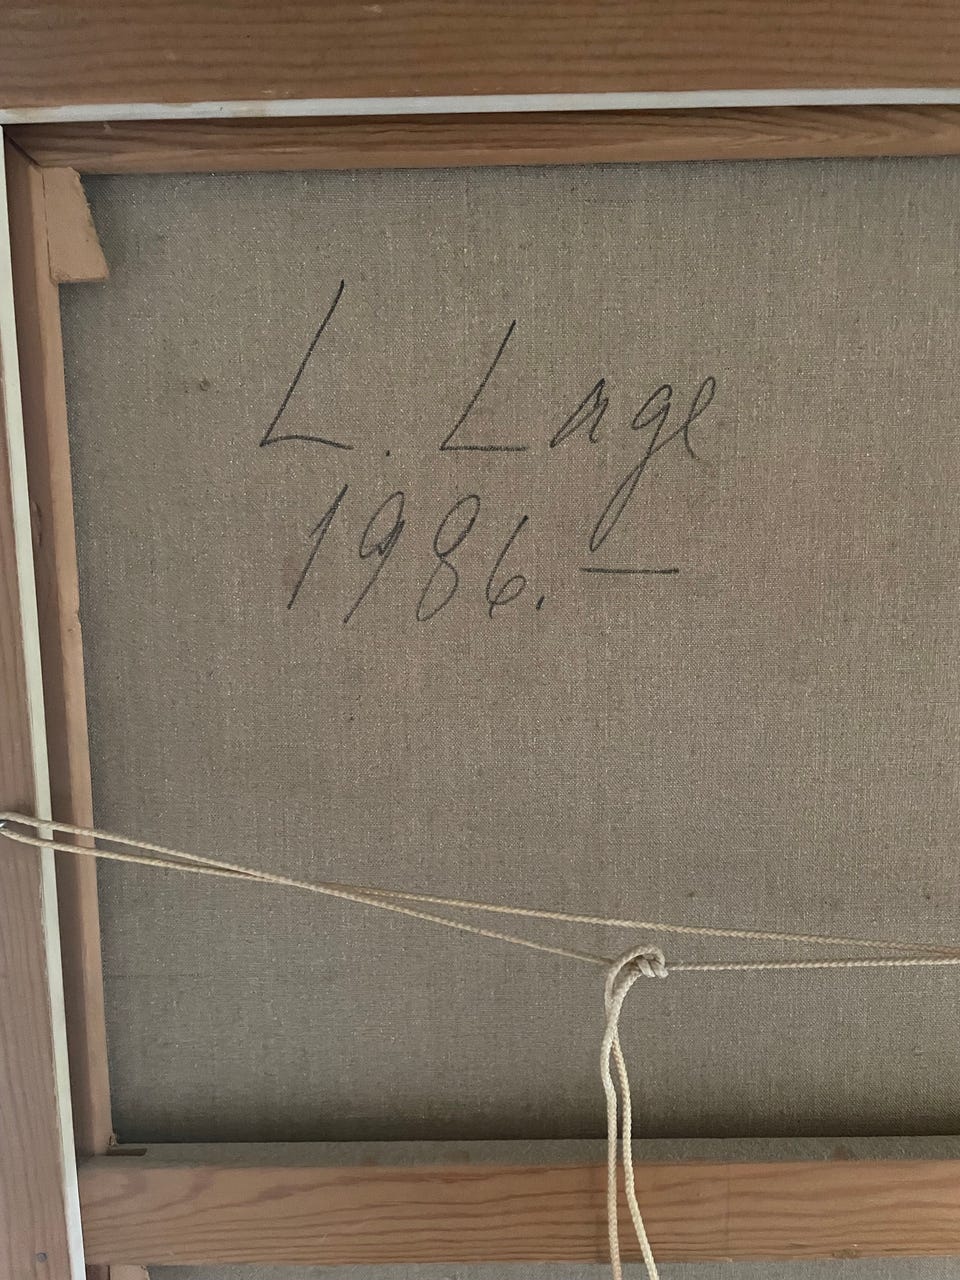 L. Lage
1986. —